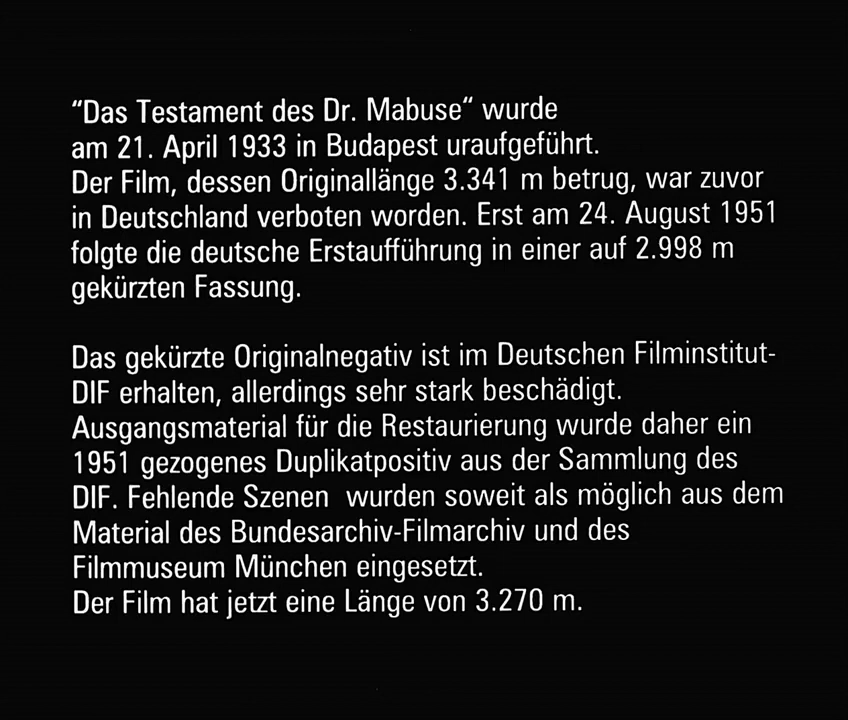 “Das Testament des Dr. Mabuse“ wurde
am 21. April 1933 in Budapest uraufgeführt.
Der Film, dessen Originallänge 3.341 m betrug, war zuvor
in Deutschland verboten worden. Erst am 24. August 1951
folgte die deutsche Erstaufführung in einer auf 2.998 m
gekürzten Fassung.

Das gekürzte Originalnegativ ist im Deutschen Filminstitut-
DIF erhalten, allerdings sehr stark beschädigt.
Ausgangsmaterial für die Restaurierung wurde daher ein
1951 gezogenes Duplikatpositiv aus der Sammlung des
DIF. Fehlende Szenen  wurden soweit als möglich aus dem
Material des Bundesarchiv-Filmarchiv und des
Filmmuseum München eingesetzt.
Der Film hat jetzt eine Länge von 3.270 m.